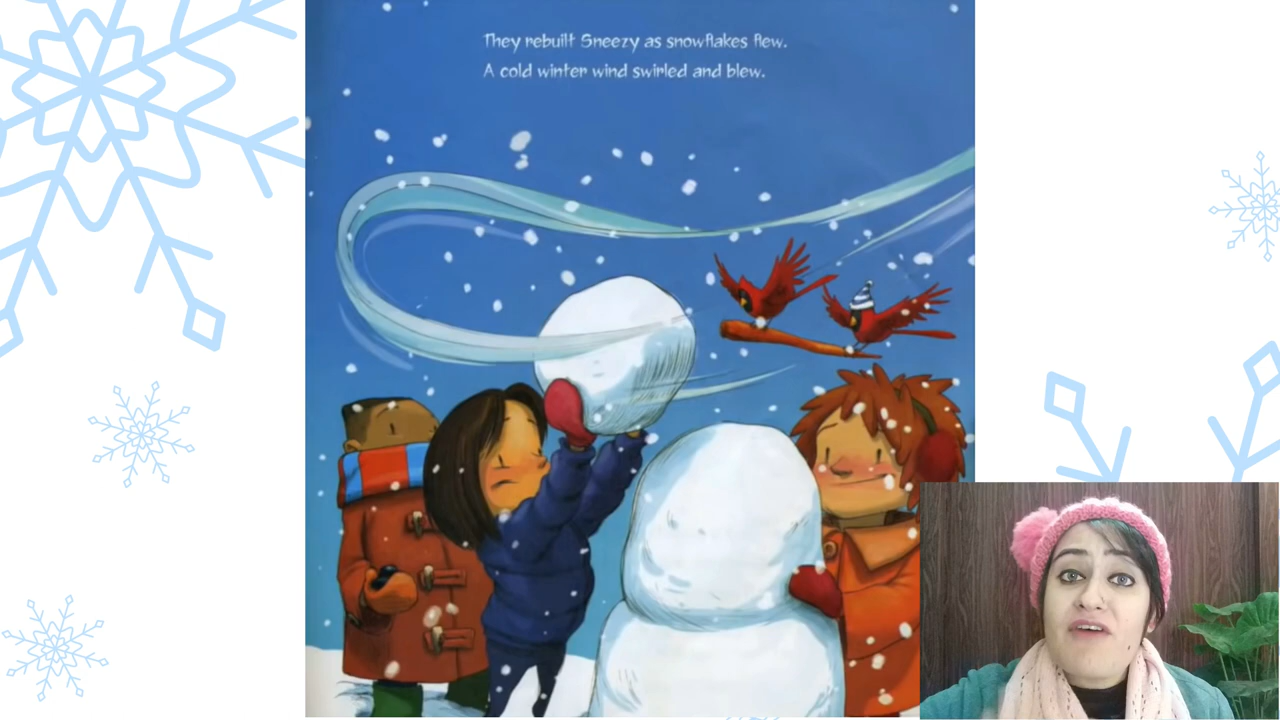 They rebuilt Sneezy as snowflakes flew.
A cold winter wind swirled and blew.